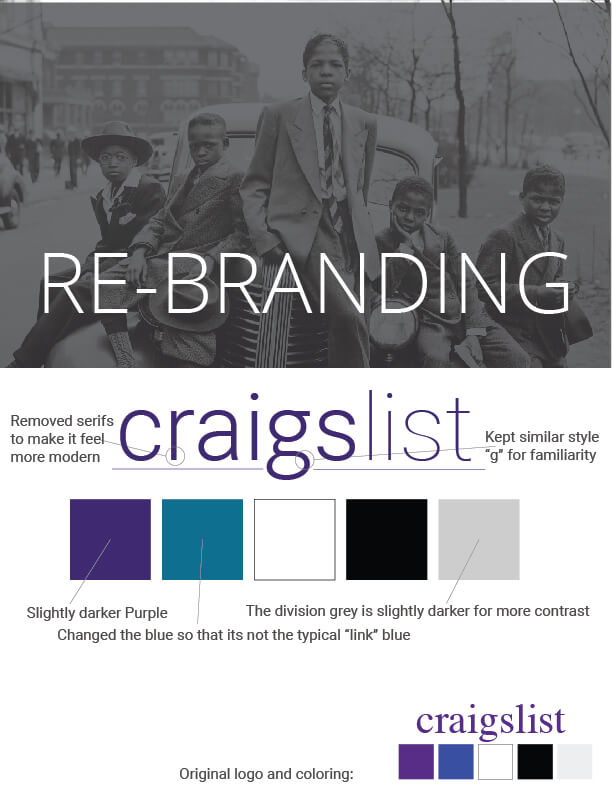 RE-BRANDING
craigslist
Removed serifs
to make it feel
more modern
Kept similar style
“g” for familiarity
Slightly darker Purple
The division grey is slightly darker for more contrast
Changed the blue so that its not the typical “link” blue
craigslist
Original logo and coloring: